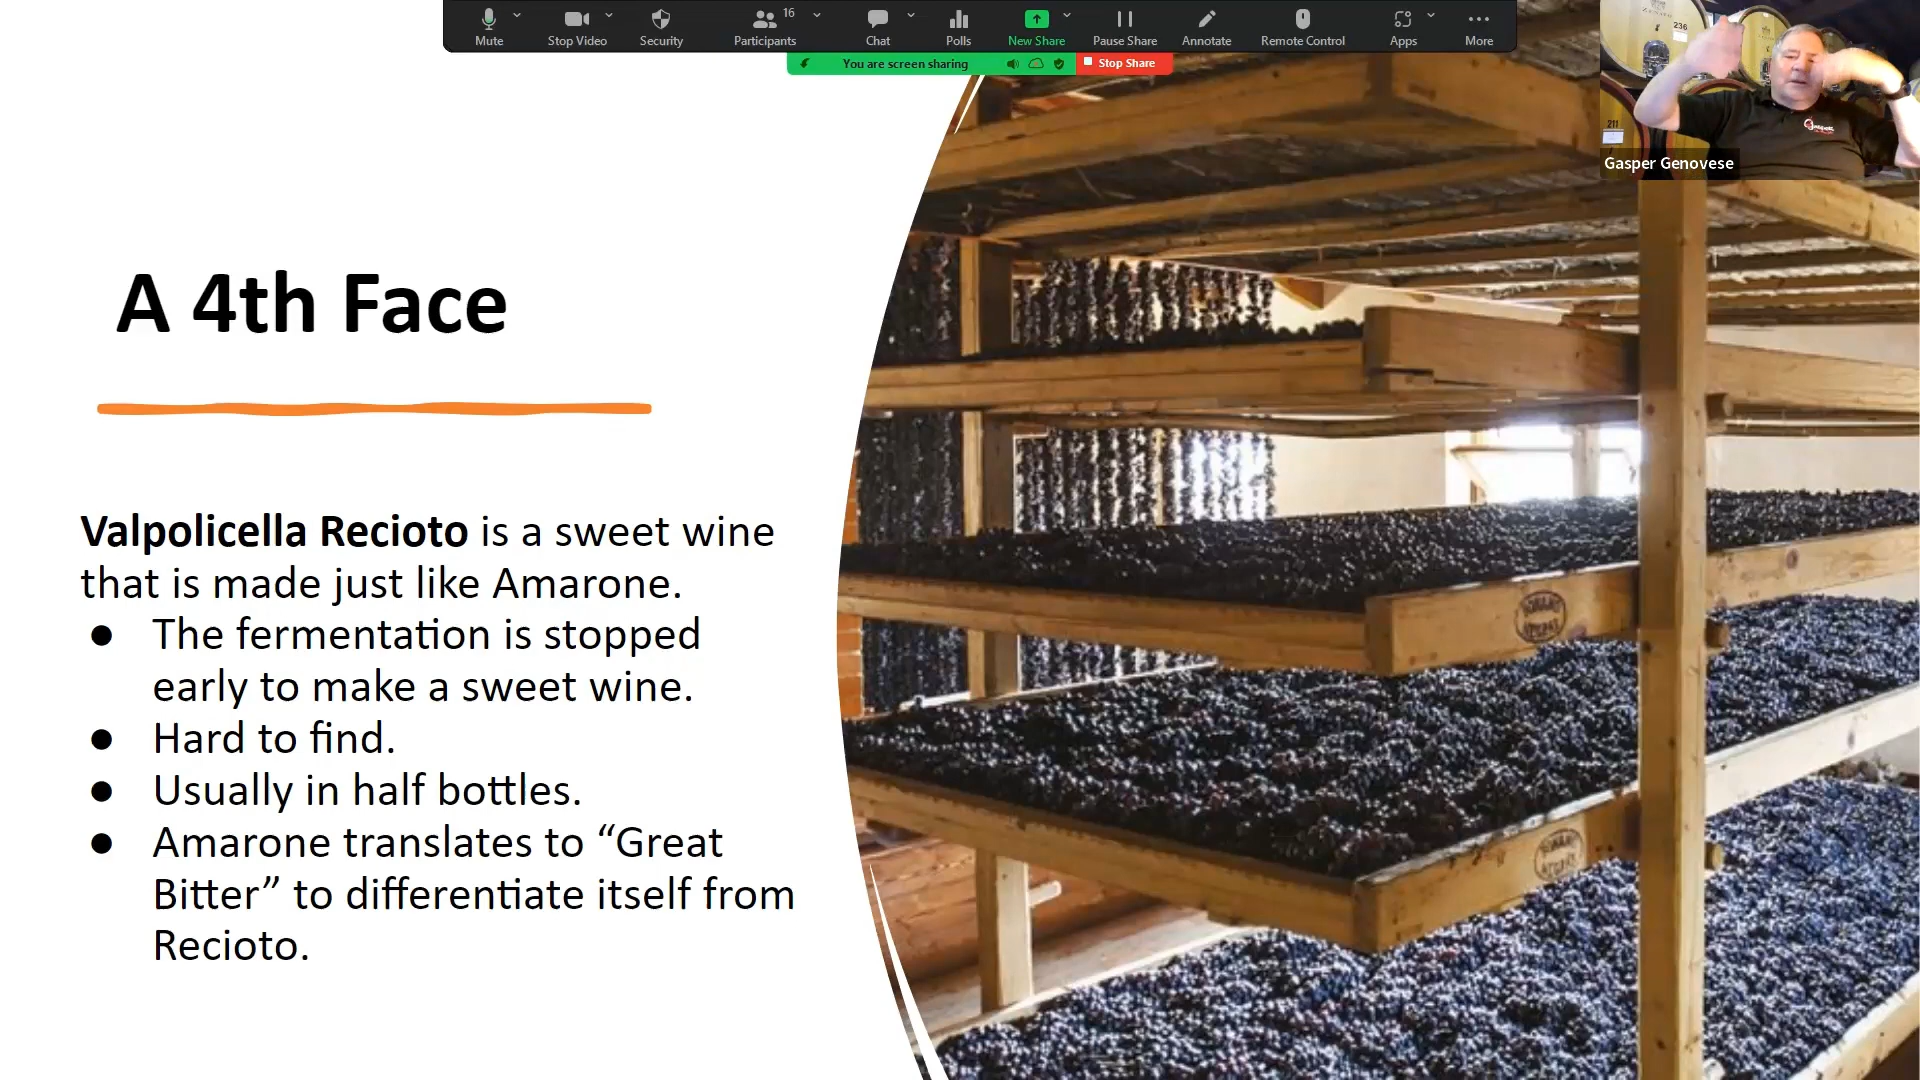 16
Mute
Stop Video
Security
Participants
Chat
Polls
New Share
Pause Share
Annotate
Remote Control
Apps
More
You are screen sharing
Stop Share
236
211
Gasper Genovese
A 4th Face
Valpolicella Recioto is a sweet wine
that is made just like Amarone.
● The fermentation is stopped
early to make a sweet wine.
● Hard to find.
● Usually in half bottles.
● Amarone translates to “Great
Bitter” to differentiate itself from
Recioto.